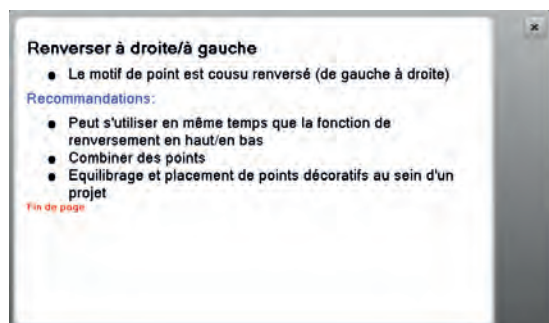 Renverser à droite/à gauche
• Le motif de point est cousu renversé (de gauche à droite)
Recommandations:
• Peut s'utiliser en même temps que la fonction de
renversement en haut/en bas
• Combiner des points
• Equilibrage et placement de points décoratifs au sein d'un
projet
Fin de page